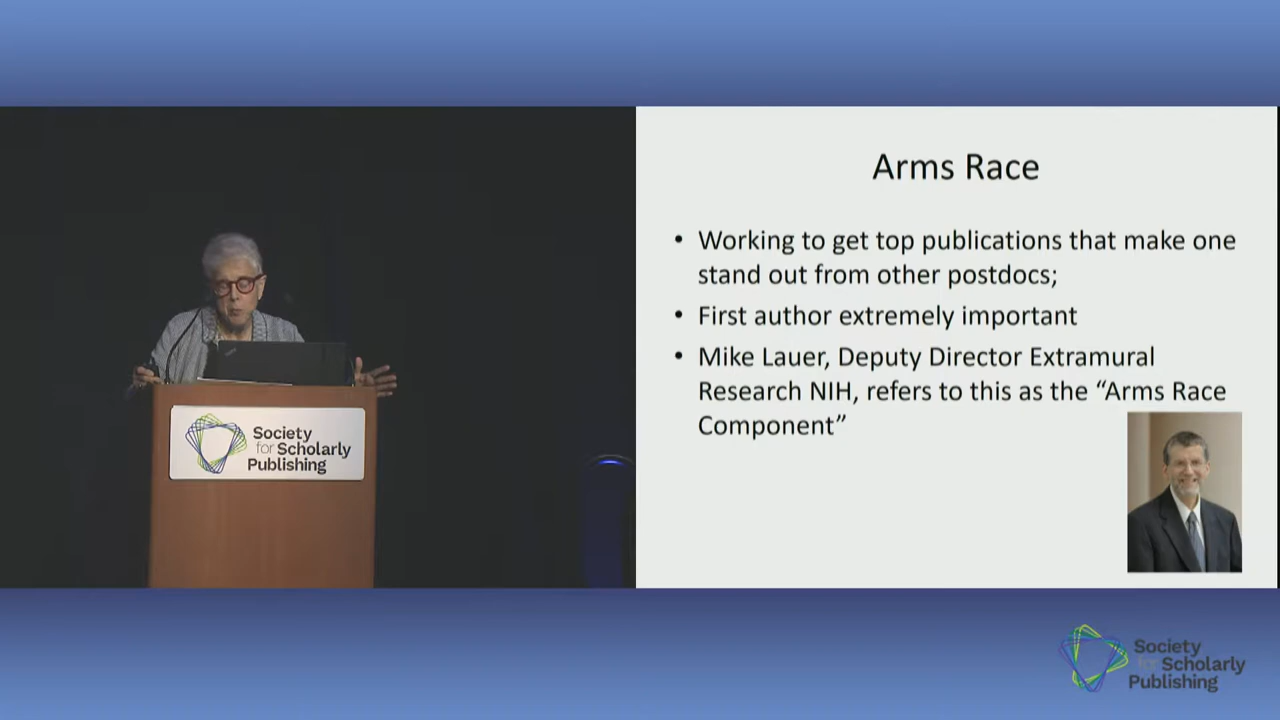 Arms Race
• Working to get top publications that make one
stand out from other postdocs;
• First author extremely important
• Mike Lauer, Deputy Director Extramural
Research NIH, refers to this as the “Arms Race
Component”
Society
for Scholarly
Publishing
Society
for Scholarly
Publishing